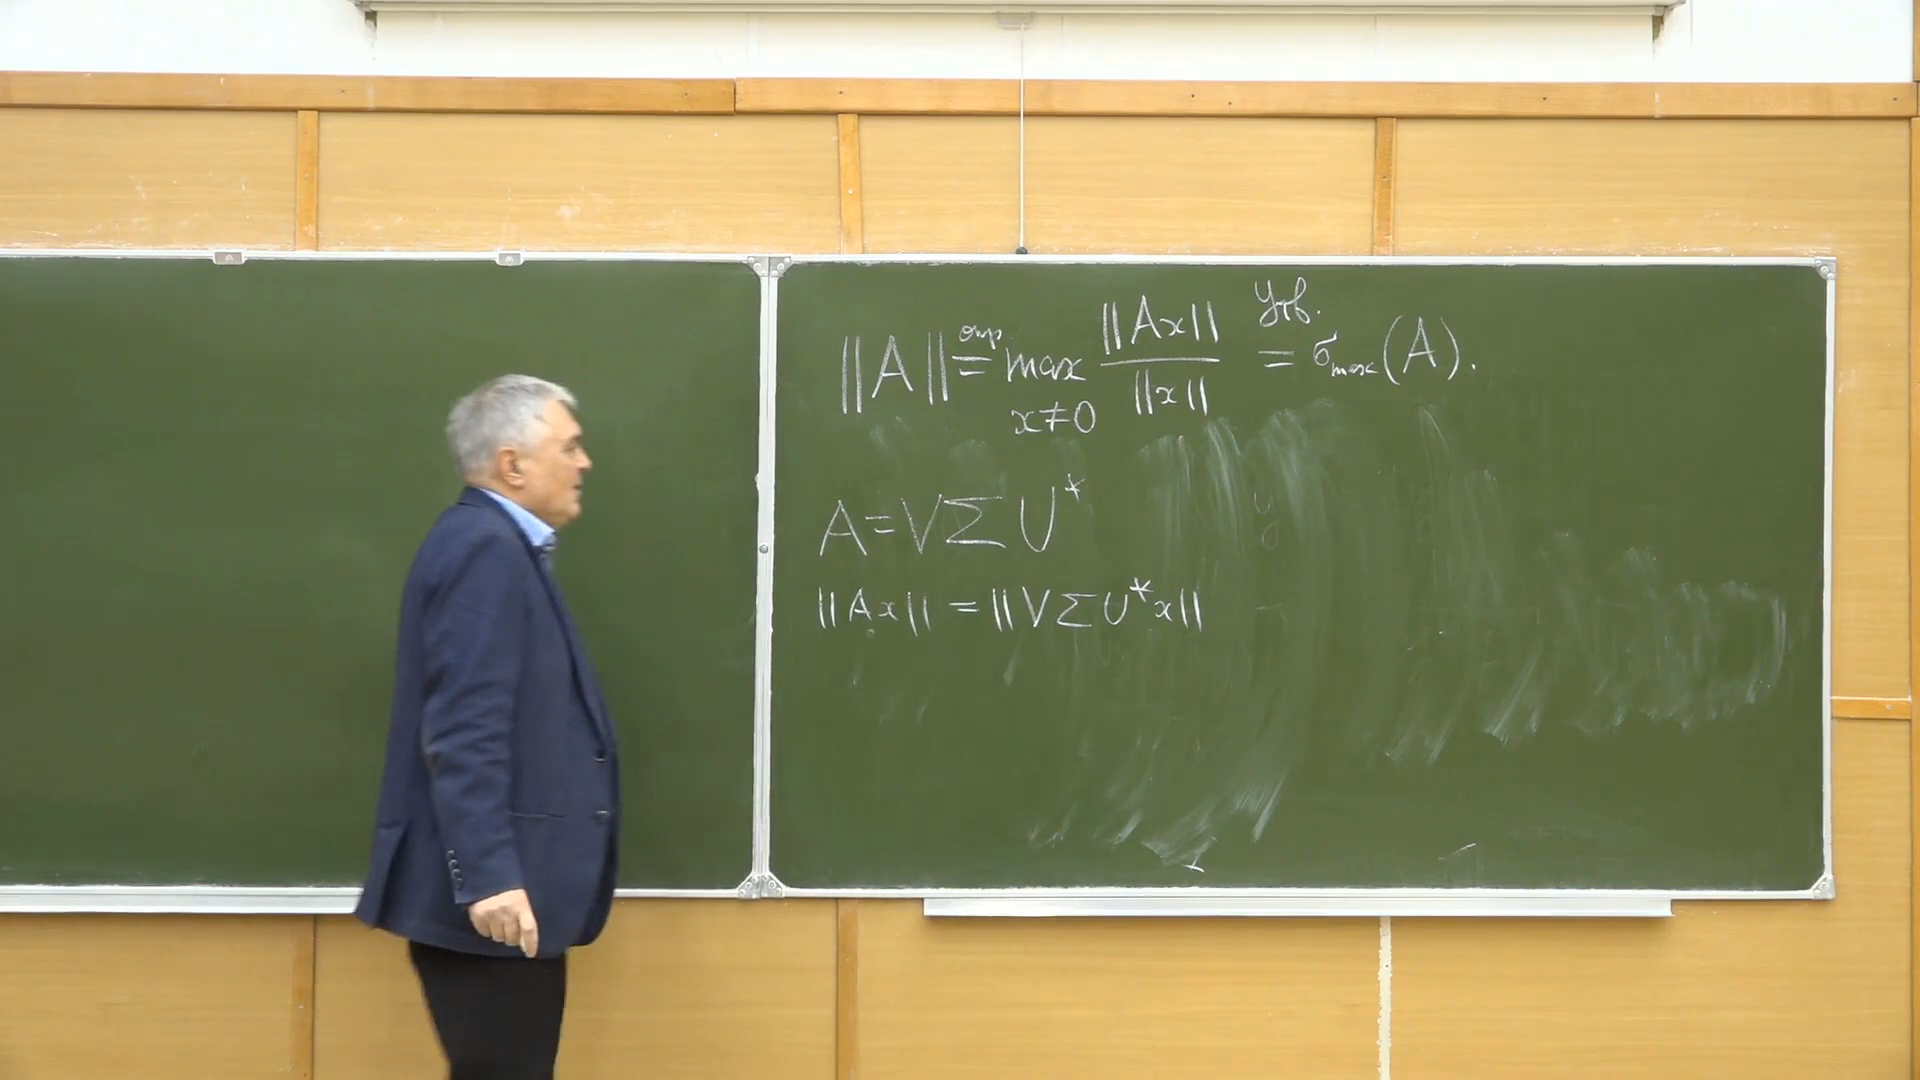 ||A|| опр. = max x≠0 ||Ax|| / ||x|| Утв. = σmax(A).
A = VΣU*
||Ax|| = ||VΣU*x||